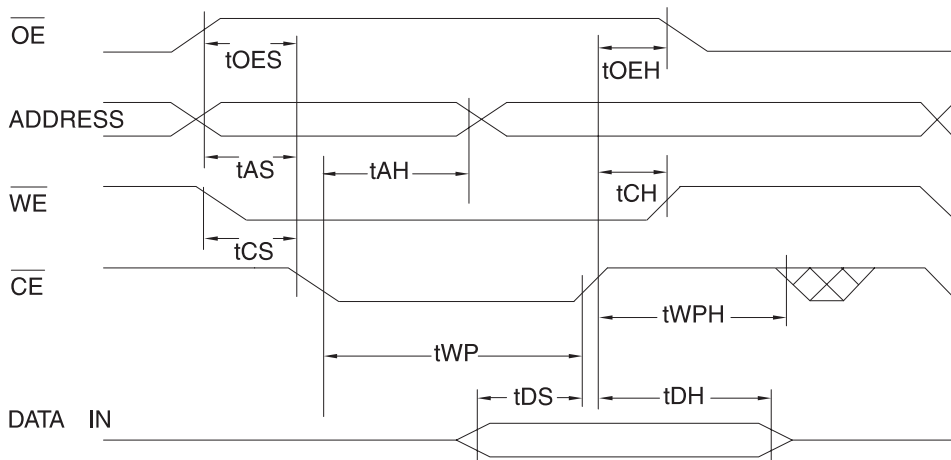 OE
tOES
tOEH
ADDRESS
tAS
tAH
tCH
WE
tCS
CE
tWPH
tWP
tDS
tDH
DATA IN